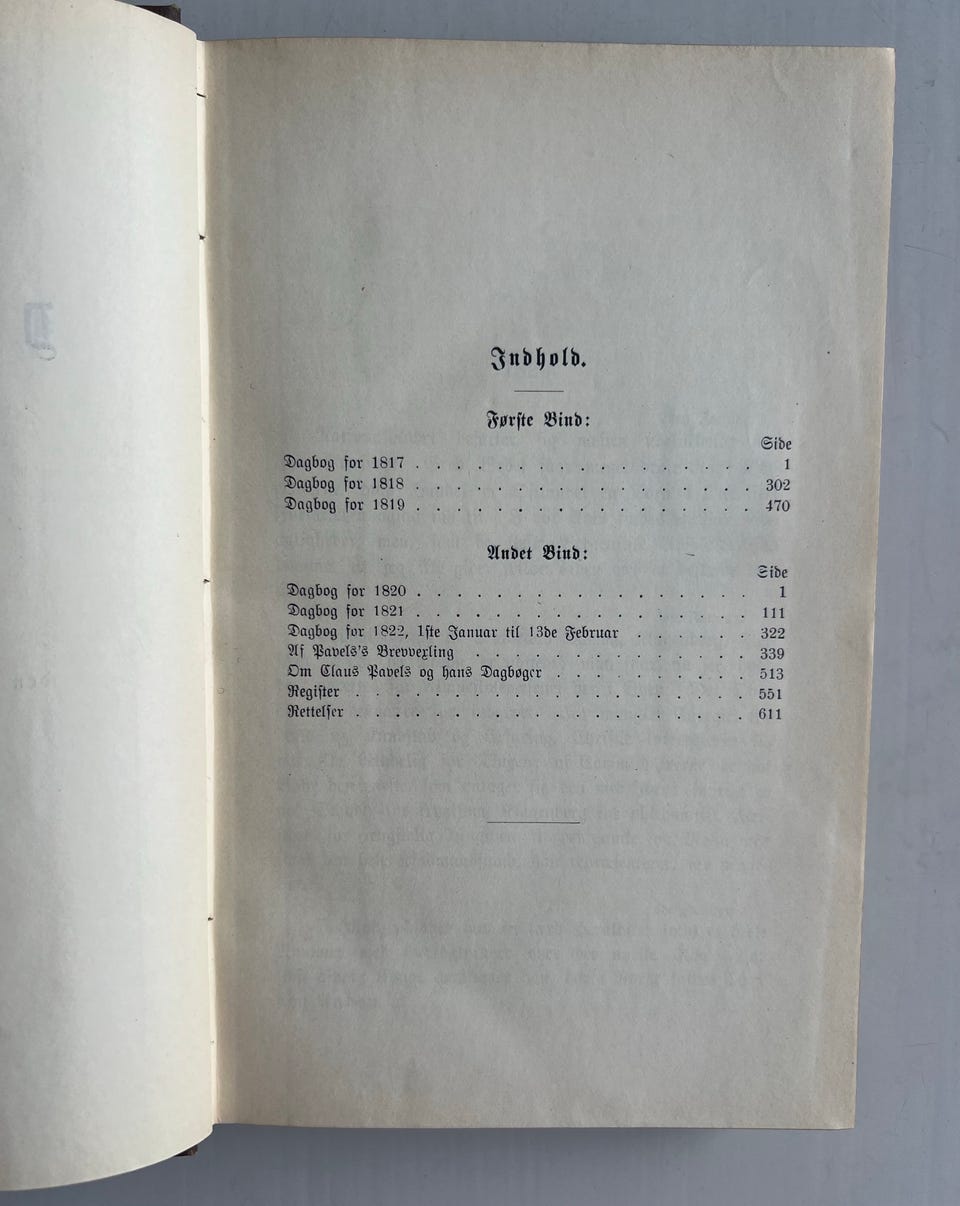 Indhold.
Første Bind:
Side
Dagbog for 1817 . . . . . . . . . . . . . . . . . . . . . 1
Dagbog for 1818 . . . . . . . . . . . . . . . . . . . . . 302
Dagbog for 1819 . . . . . . . . . . . . . . . . . . . . . 470
Andet Bind:
Side
Dagbog for 1820 . . . . . . . . . . . . . . . . . . . . . 1
Dagbog for 1821 . . . . . . . . . . . . . . . . . . . . . 111
Dagbog for 1822, 1ste Januar til 13de Februar . . . . . . . 322
Af Pavels's Brevvexling . . . . . . . . . . . . . . . . . 339
Om Claus Pavels og hans Dagbøger . . . . . . . . . . . . 513
Register . . . . . . . . . . . . . . . . . . . . . . . . 551
Rettelser . . . . . . . . . . . . . . . . . . . . . . . . 611